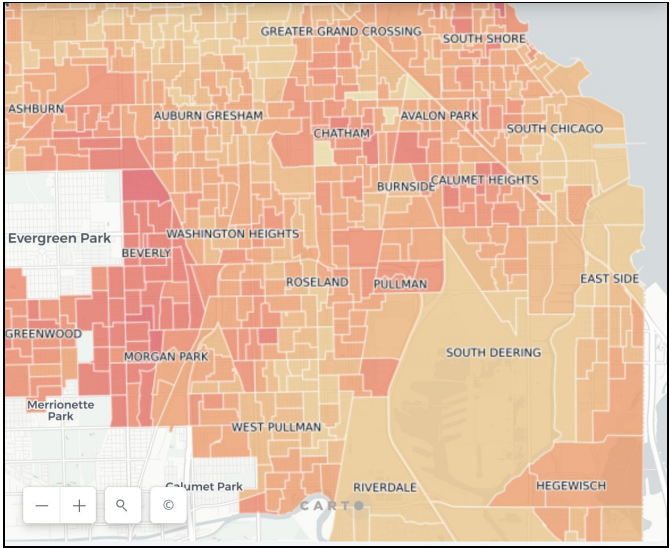 GREATER GRAND CROSSING
SOUTH SHORE
ASHBURN
AUBURN GRESHAM
AVALON PARK
CHATHAM
SOUTH CHICAGO
BURNSIDE
CALUMET HEIGHTS
Evergreen Park
WASHINGTON HEIGHTS
BEVERLY
ROSELAND
PULLMAN
EAST SIDE
GREENWOOD
MORGAN PARK
SOUTH DEERING
Merrionette
Park
WEST PULLMAN
Calumet Park
RIVERDALE
HEGEWISCH
− + ©
CARTO